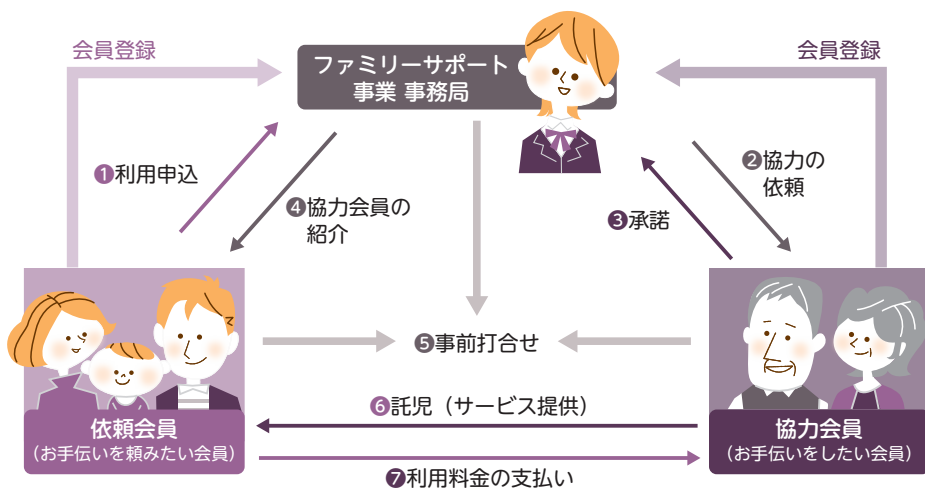 会員登録
ファミリーサポート
事業 事務局
会員登録
❶利用申込
❷協力の
依頼
❹協力会員の
紹介
❸承諾
❺事前打合せ
❻託児（サービス提供）
依頼会員
（お手伝いを頼みたい会員）
協力会員
（お手伝いをしたい会員）
❼利用料金の支払い